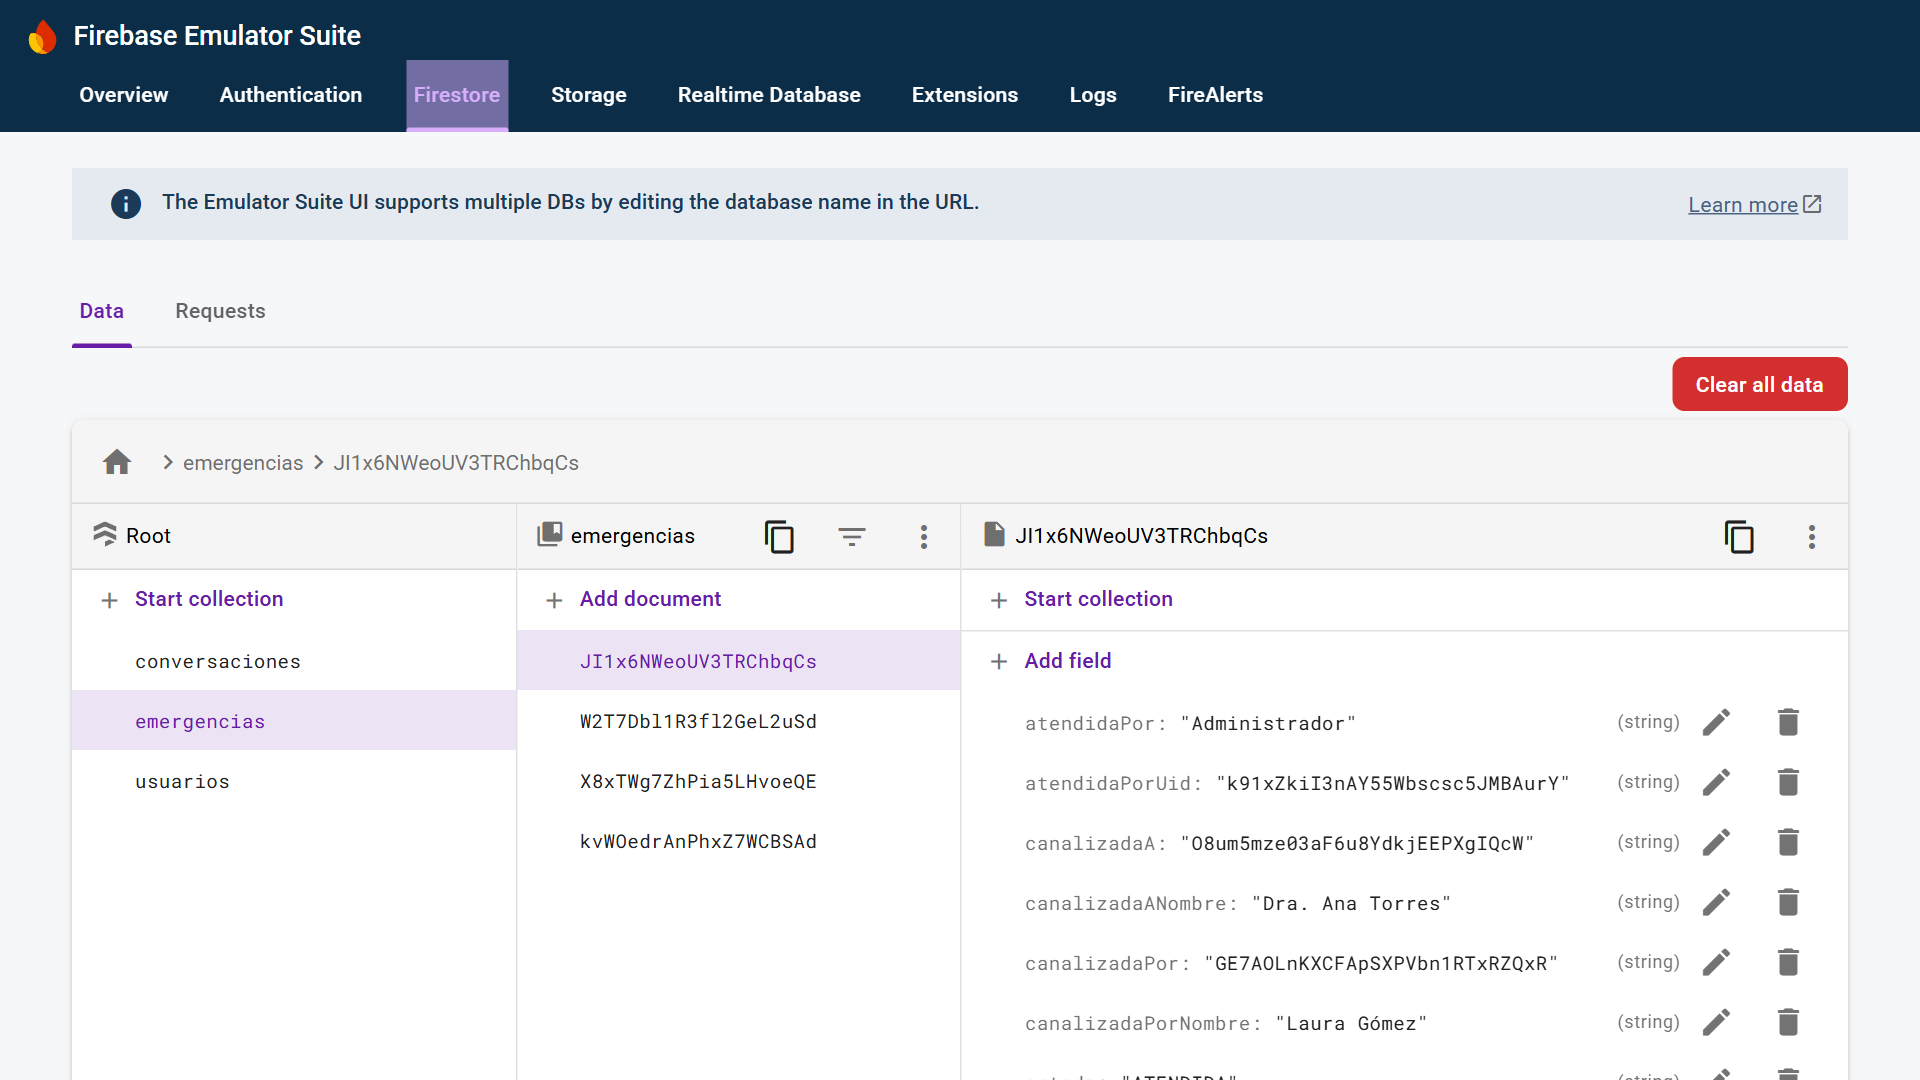 Firebase Emulator Suite
Overview Authentication Firestore Storage Realtime Database Extensions Logs FireAlerts
The Emulator Suite UI supports multiple DBs by editing the database name in the URL.
Learn more
Data Requests
Clear all data
emergencias JI1x6NWeoUV3TRChbqCs
Root
Start collection
conversaciones
emergencias
usuarios
emergencias
Add document
JI1x6NWeoUV3TRChbqCs
W2T7Dbl1R3fl2GeL2uSd
X8xTWg7ZhPia5LHvoeQE
kvWOedrAnPhxZ7WCBSAd
JI1x6NWeoUV3TRChbqCs
Start collection
Add field
atendidaPor: "Administrador" (string)
atendidaPorUid: "k91xZkiI3nAY55Wbscsc5JMBAurY" (string)
canalizadaA: "O8um5mze03aF6u8YdkjEEPXgIQcW" (string)
canalizadaANombre: "Dra. Ana Torres" (string)
canalizadaPor: "GE7AOLnKXCFApSXPVbn1RTxRZQxR" (string)
canalizadaPorNombre: "Laura Gómez" (string)
"ATENDIDA" (string)